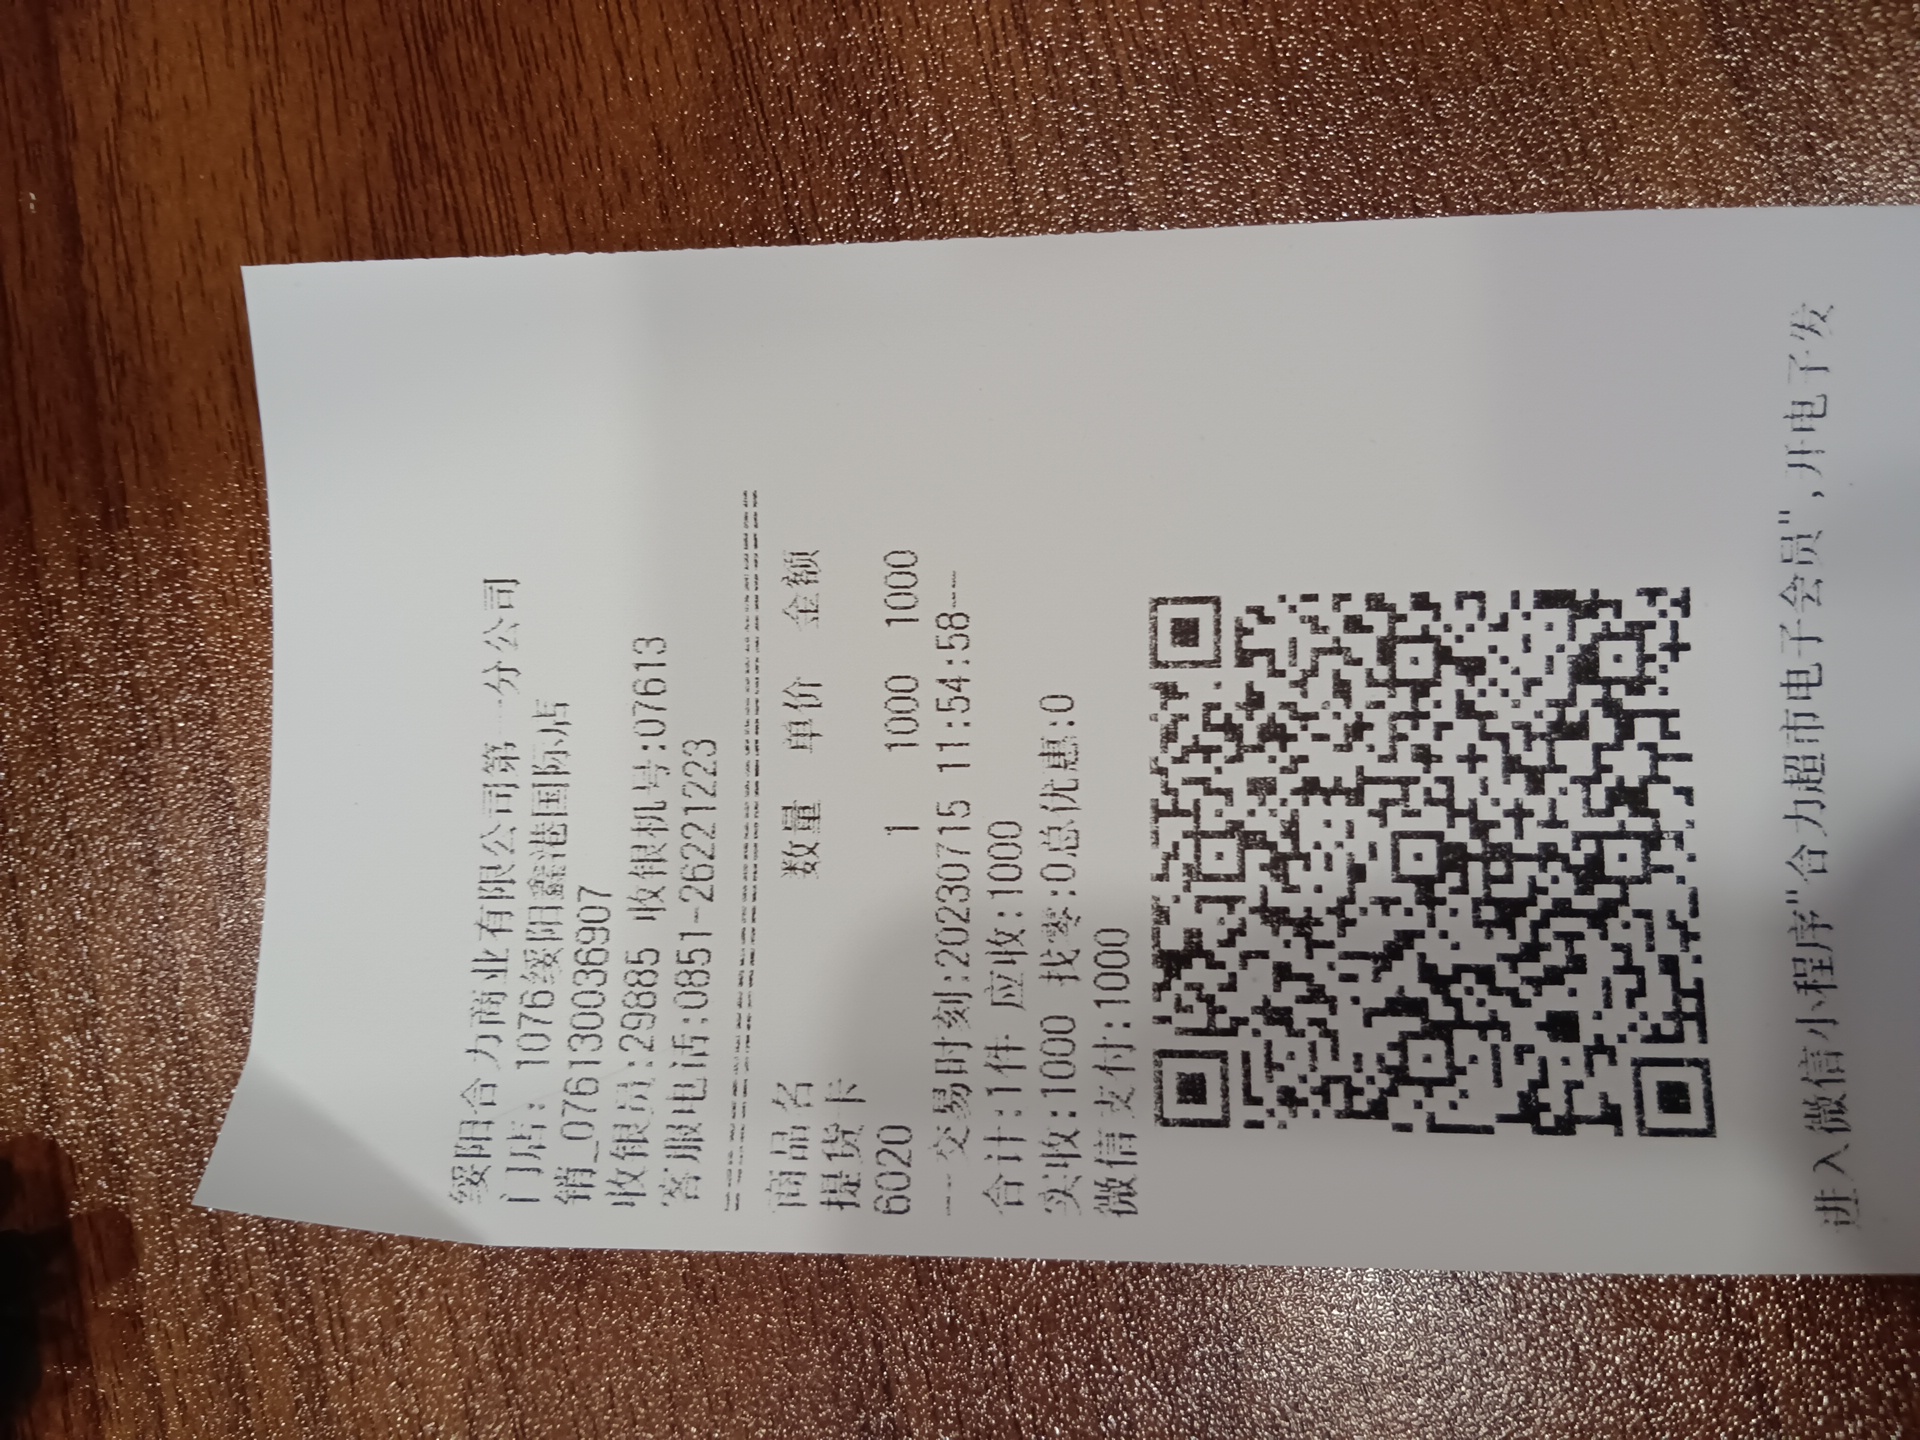 绥阳合力商业有限公司第一分公司
门店: 1076绥阳鑫港国际店
销_0761300036907
收银员:29885 收银机号:07613
客服电话:0851-26221223
商品名 数量 单价 金额
提货卡
6020 1 1000 1000
--交易时刻:20230715 11:54:58--
合计:1件 应收:1000
实收:1000 找零:0总优惠:0
微信支付:1000
进入微信小程序"合力超市电子会员",开电子发